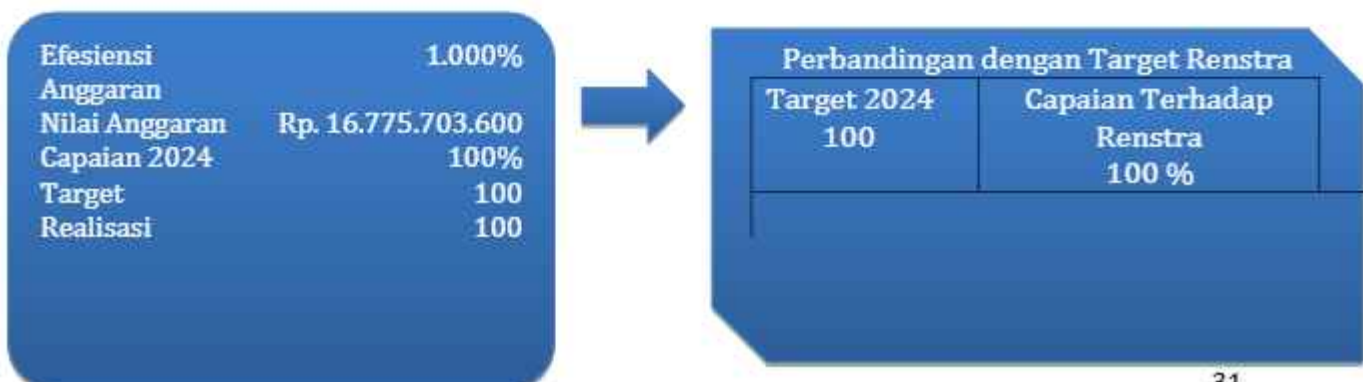 Efesiensi 1.000%
Anggaran
Nilai Anggaran Rp. 16.775.703.600
Capaian 2024 100%
Target 100
Realisasi 100
Perbandingan dengan Target Renstra
Target 2024 Capaian Terhadap
100 Renstra
100 %
31